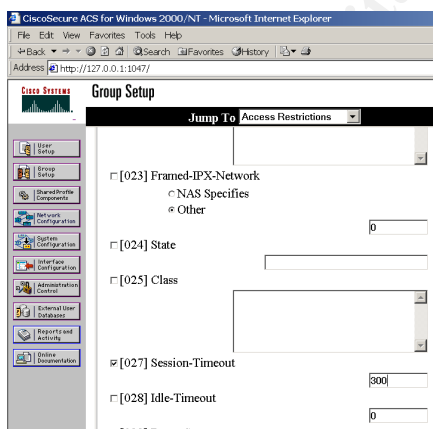 CiscoSecure ACS for Windows 2000/NT - Microsoft Internet Explorer
File Edit View Favorites Tools Help
Back Search Favorites History
Address http://127.0.0.1:1047/
CISCO SYSTEMS
Group Setup
Jump To Access Restrictions
User Setup
Group Setup
Shared Profile Components
Network Configuration
System Configuration
Interface Configuration
Administration Control
External User Databases
Reports and Activity
Online Documentation
[023] Framed-IPX-Network
NAS Specifies
Other
0
[024] State
[025] Class
[027] Session-Timeout
300
[028] Idle-Timeout
0